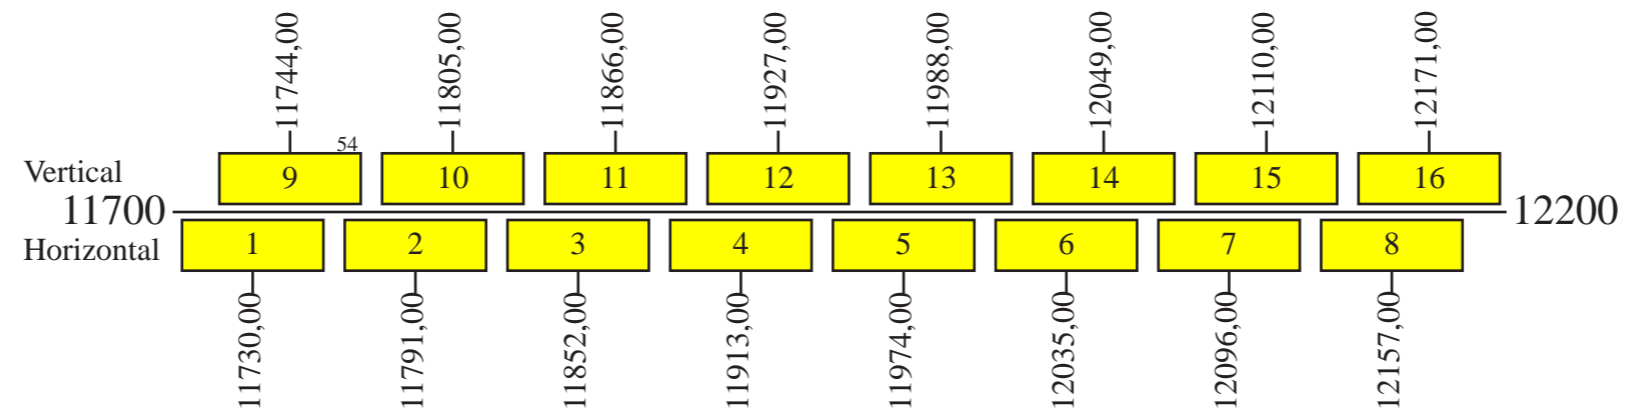 11744,00 11805,00 11866,00 11927,00 11988,00 12049,00 12110,00 12171,00
54
Vertical 9 10 11 12 13 14 15 16
11700 12200
Horizontal 1 2 3 4 5 6 7 8
11730,00 11791,00 11852,00 11913,00 11974,00 12035,00 12096,00 12157,00